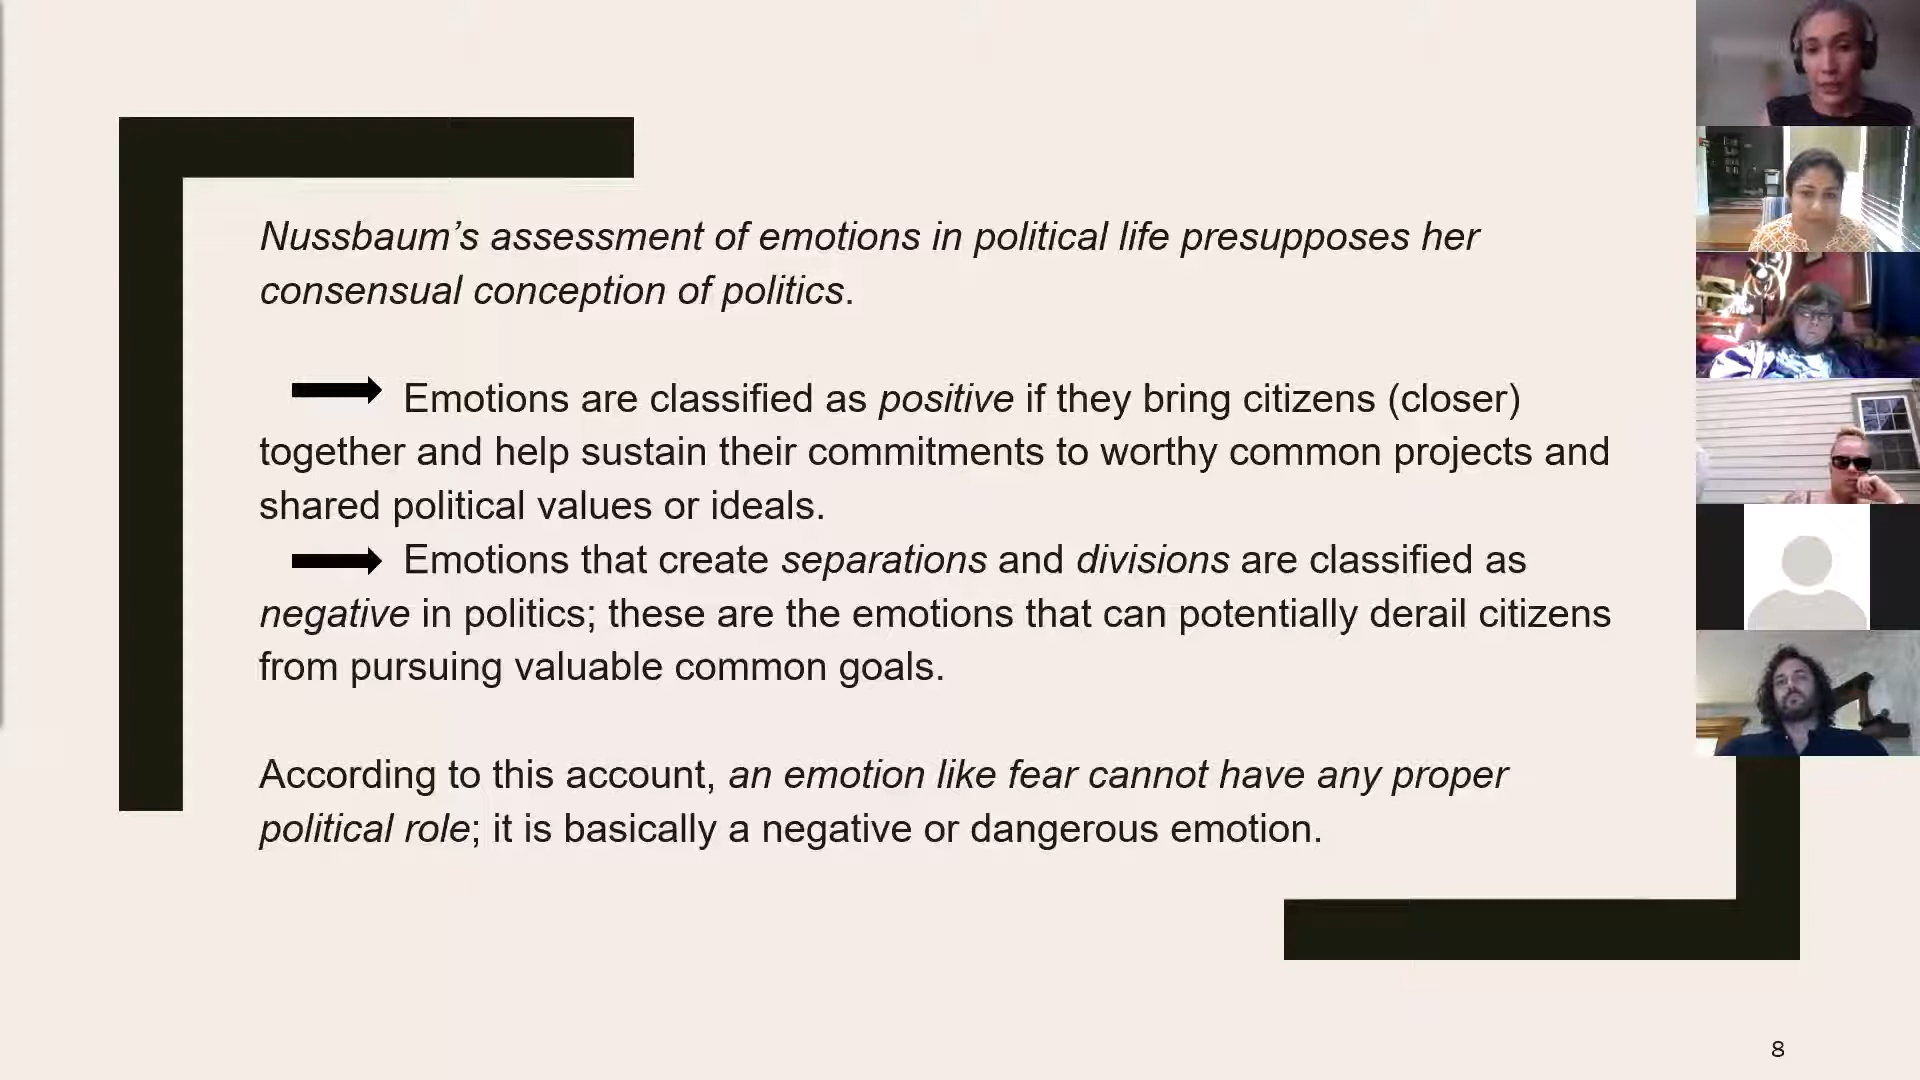 Nussbaum’s assessment of emotions in political life presupposes her
consensual conception of politics.
Emotions are classified as positive if they bring citizens (closer)
together and help sustain their commitments to worthy common projects and
shared political values or ideals.
Emotions that create separations and divisions are classified as
negative in politics; these are the emotions that can potentially derail citizens
from pursuing valuable common goals.
According to this account, an emotion like fear cannot have any proper
political role; it is basically a negative or dangerous emotion.
8